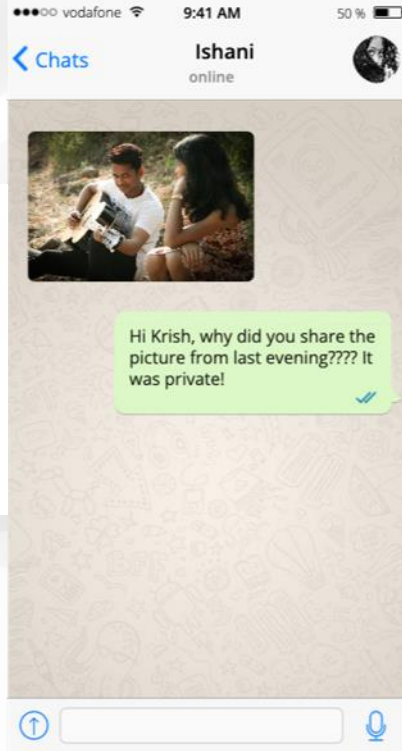 vodafone 9:41 AM 50 %
Chats Ishani
online
Hi Krish, why did you share the
picture from last evening???? It
was private!